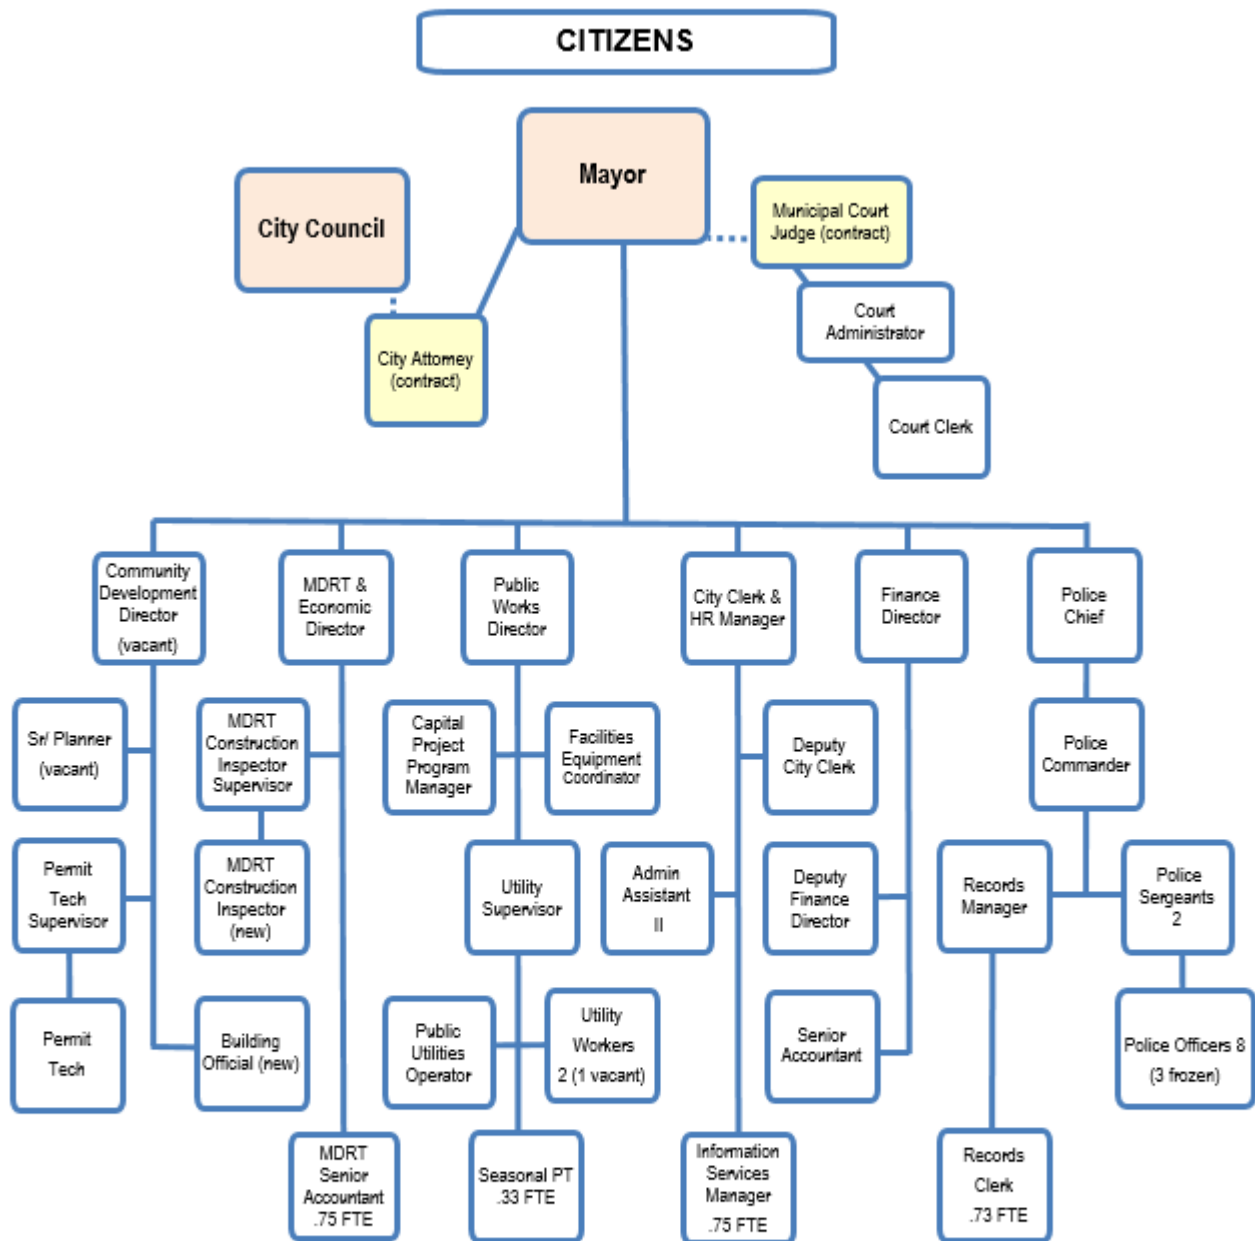 CITIZENS
Mayor
City Council
Municipal Court
Judge (contract)
Court
Administrator
City Attorney
(contract)
Court Clerk
Community
Development
Director
(vacant)
MDRT &
Economic
Director
Public
Works
Director
City Clerk &
HR Manager
Finance
Director
Police
Chief
Sr/ Planner
(vacant)
MDRT
Construction
Inspector
Supervisor
Capital
Project
Program
Manager
Facilities
Equipment
Coordinator
Deputy
City Clerk
Police
Commander
Permit
Tech
Supervisor
MDRT
Construction
Inspector
(new)
Utility
Supervisor
Admin
Assistant
II
Deputy
Finance
Director
Records
Manager
Police
Sergeants
2
Permit
Tech
Building
Official (new)
Public
Utilities
Operator
Utility
Workers
2 (1 vacant)
Senior
Accountant
Police Officers 8
(3 frozen)
MDRT
Senior
Accountant
.75 FTE
Seasonal PT
.33 FTE
Information
Services
Manager
.75 FTE
Records
Clerk
.73 FTE